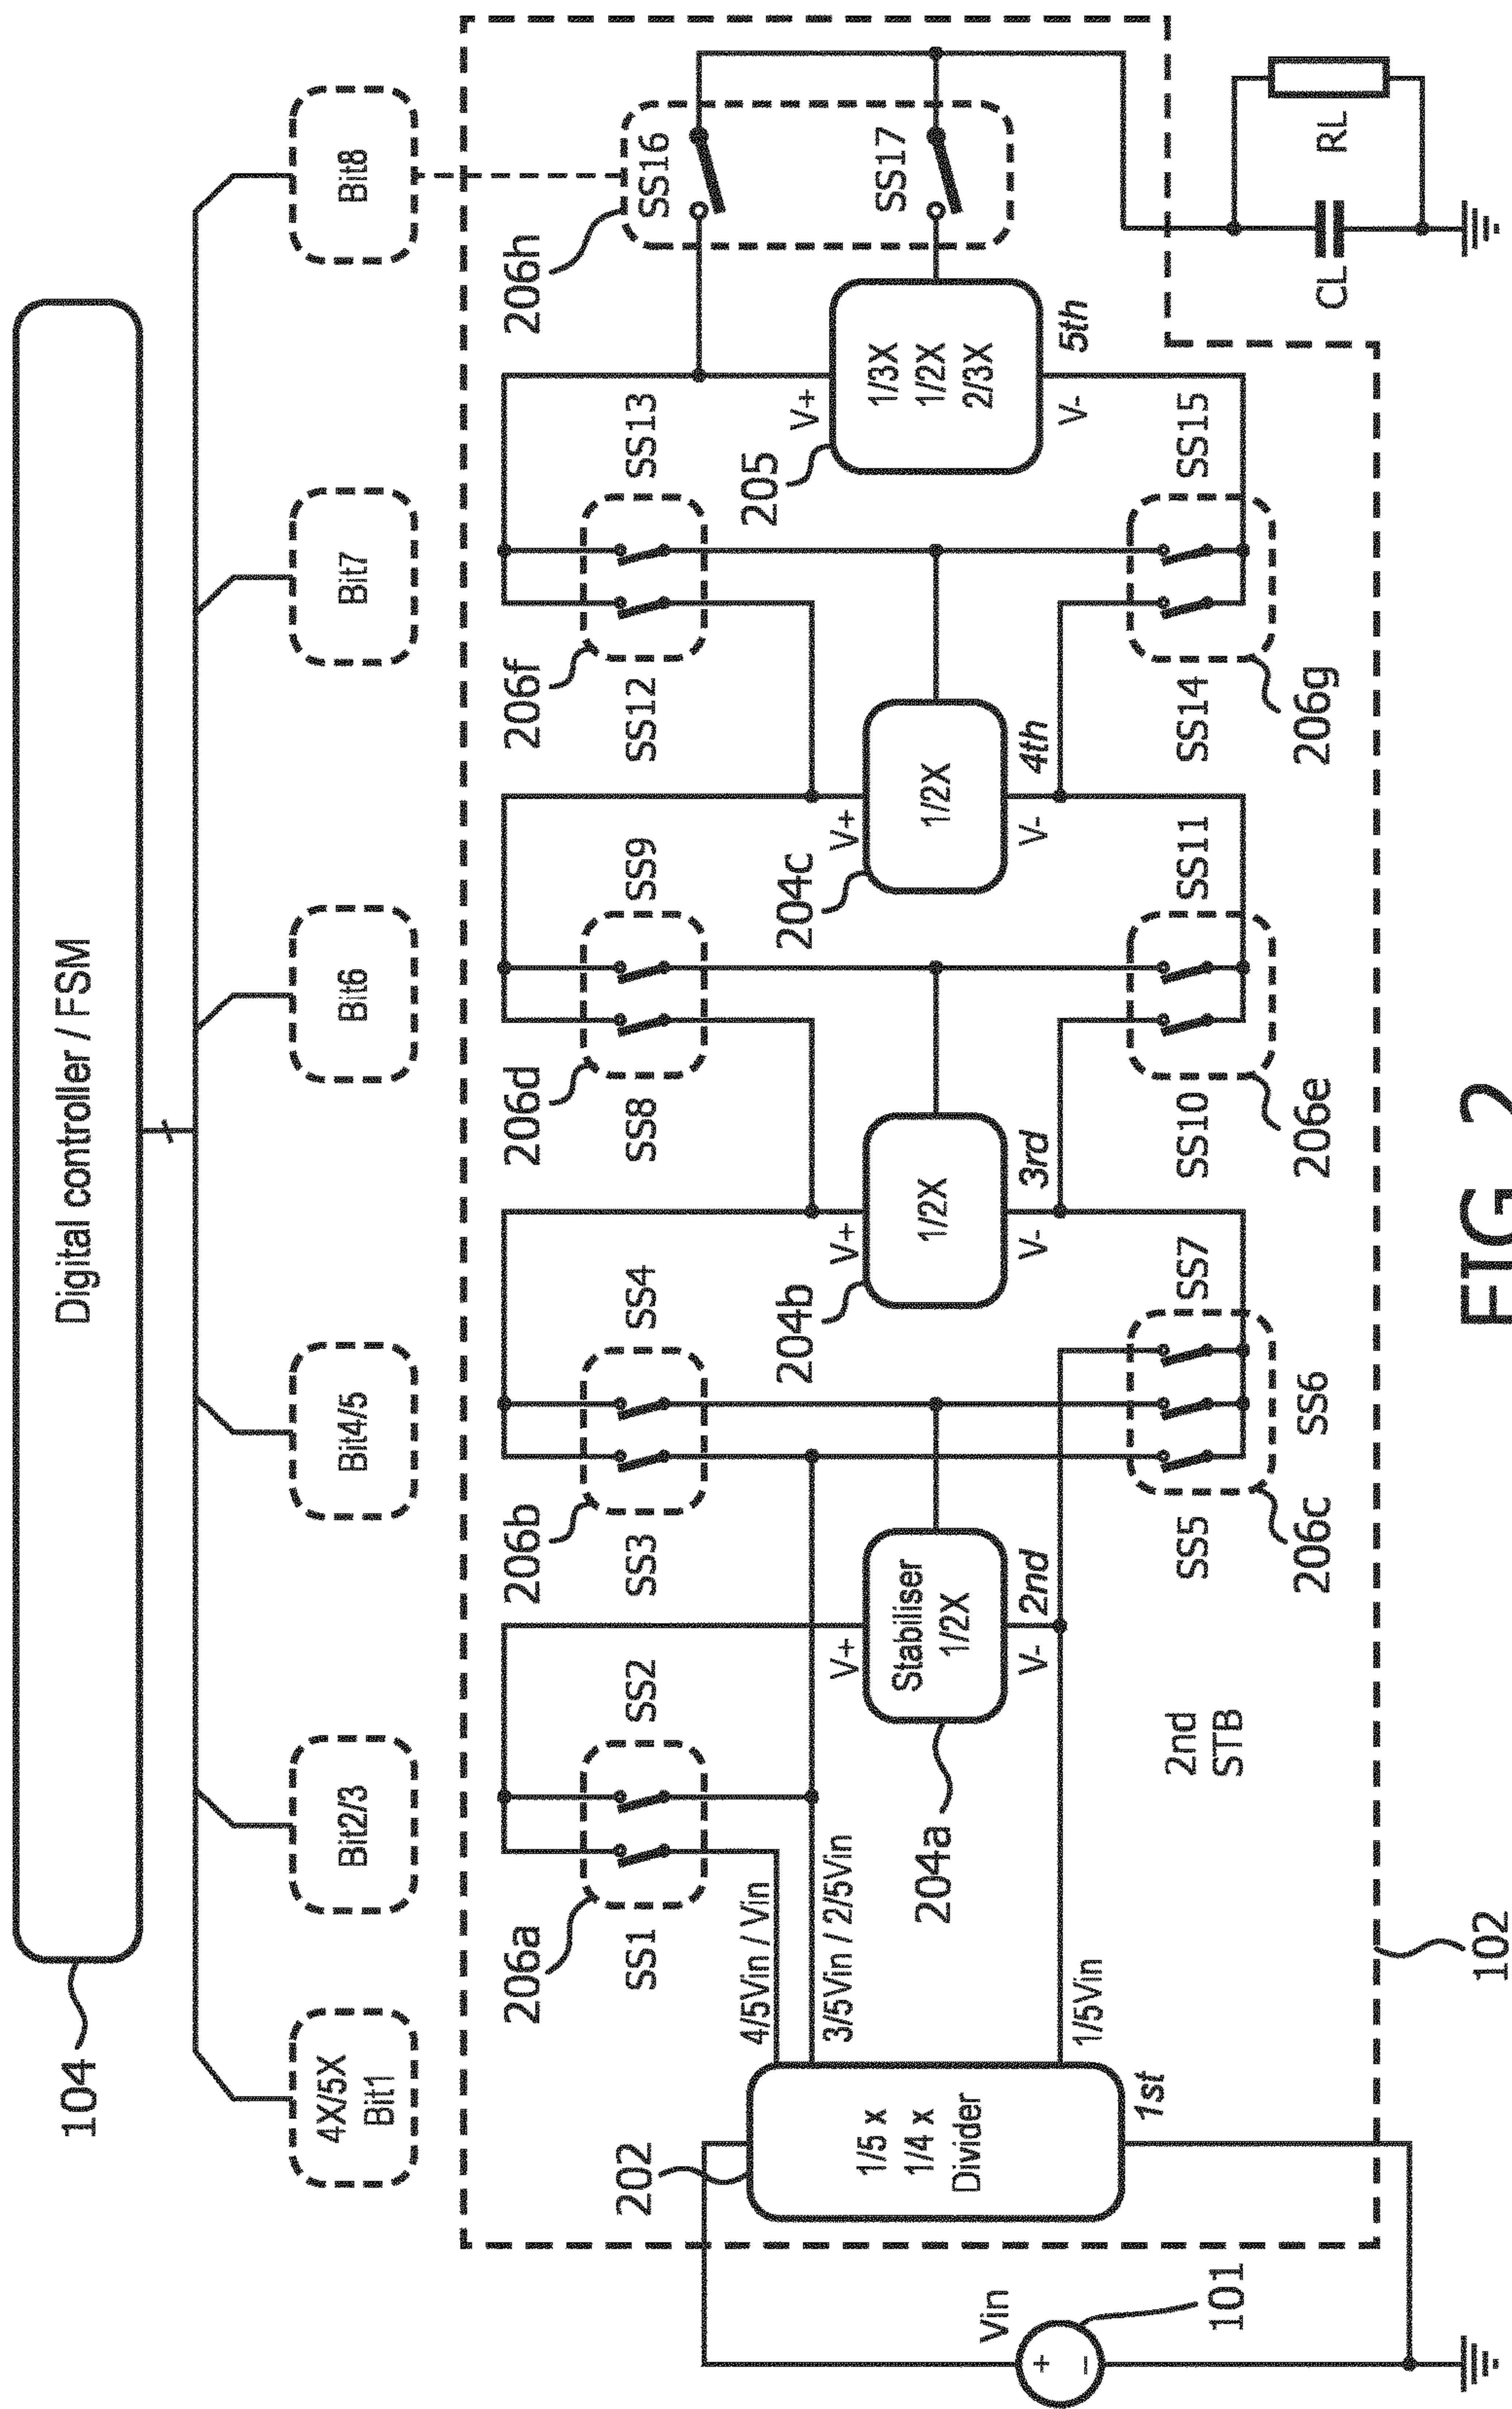 Digital controller / FSM
104
4X/5X
Bit1
Bit2/3
Bit4/5
Bit6
Bit7
Bit8
206a
206b
206d
206f
206h
SS1
SS2
SS3
SS4
SS8
SS9
SS12
SS13
SS16
SS17
202
1/5 x
1/4 x
Divider
1st
4/5Vin / Vin
3/5Vin / 2/5Vin
1/5Vin
V+
Stabiliser
1/2X
V-
2nd
204a
V+
1/2X
V-
3rd
204b
V+
1/2X
V-
4th
204c
V+
1/3X
1/2X
2/3X
V-
5th
205
2nd
STB
SS5
SS6
SS7
206c
SS10
SS11
206e
SS14
SS15
206g
Vin
+
−
101
102
CL
RL
FIG. 2